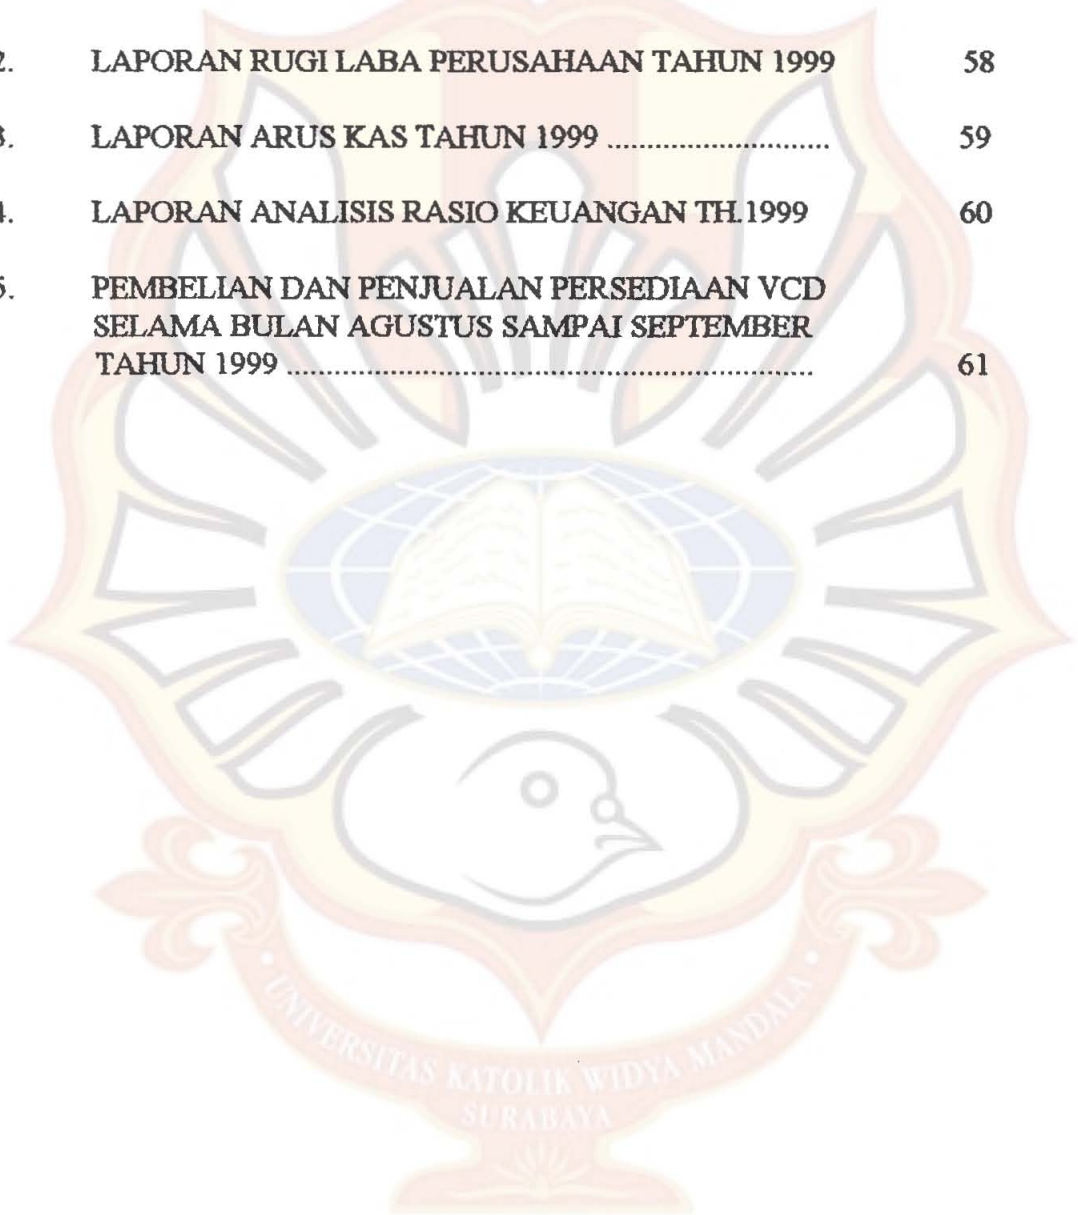 2. LAPORAN RUGI LABA PERUSAHAAN TAHUN 1999 58
3. LAPORAN ARUS KAS TAHUN 1999 ............................ 59
4. LAPORAN ANALISIS RASIO KEUANGAN TH.1999 60
5. PEMBELIAN DAN PENJUALAN PERSEDIAAN VCD
SELAMA BULAN AGUSTUS SAMPAI SEPTEMBER
TAHUN 1999 .................................................................. 61
UNIVERSITAS KATOLIK WIDYA MANDALA
SURABAYA